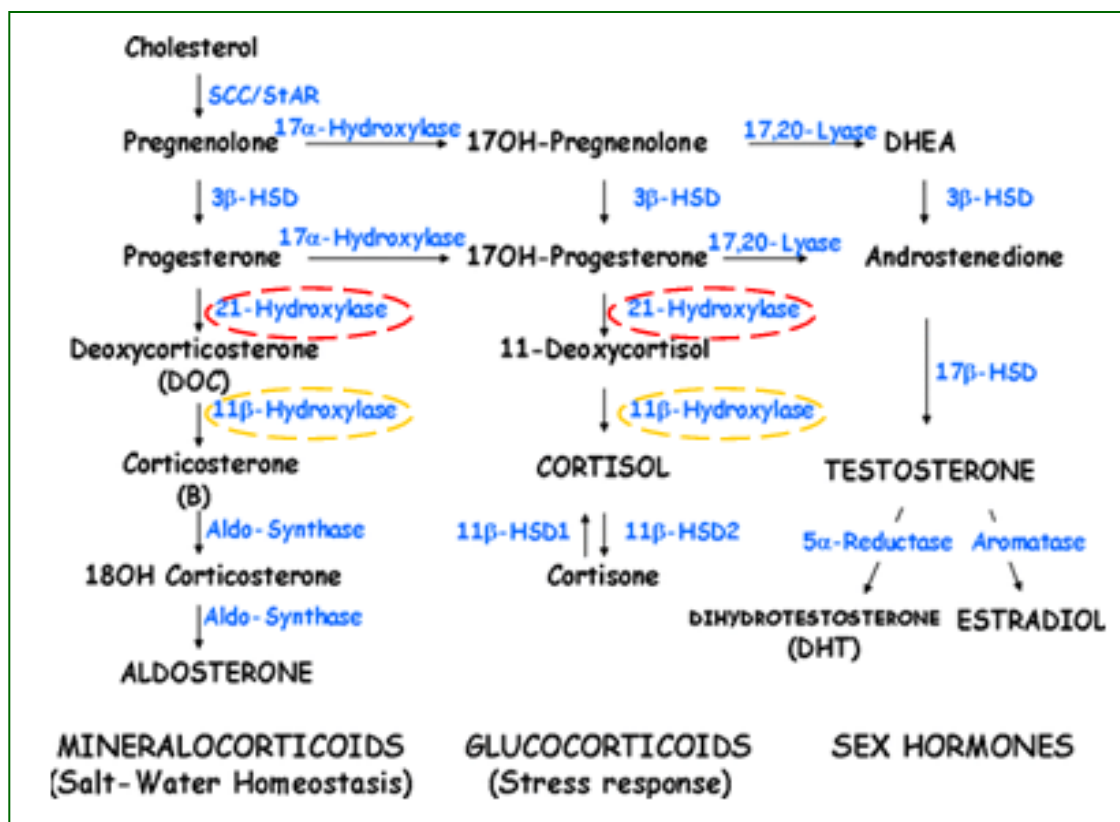 Cholesterol
SCC/StAR
Pregnenolone 17α-Hydroxylase 17OH-Pregnenolone 17,20-Lyase DHEA
3β-HSD 3β-HSD 3β-HSD
Progesterone 17α-Hydroxylase 17OH-Progesterone 17,20-Lyase Androstenedione
21-Hydroxylase 21-Hydroxylase
Deoxycorticosterone 11-Deoxycortisol
(DOC)
17β-HSD
11β-Hydroxylase 11β-Hydroxylase
Corticosterone CORTISOL TESTOSTERONE
(B)
Aldo-Synthase 11β-HSD1 11β-HSD2 5α-Reductase Aromatase
18OH Corticosterone Cortisone
Aldo-Synthase DIHYDROTESTOSTERONE ESTRADIOL
(DHT)
ALDOSTERONE
MINERALOCORTICOIDS GLUCOCORTICOIDS SEX HORMONES
(Salt-Water Homeostasis) (Stress response)